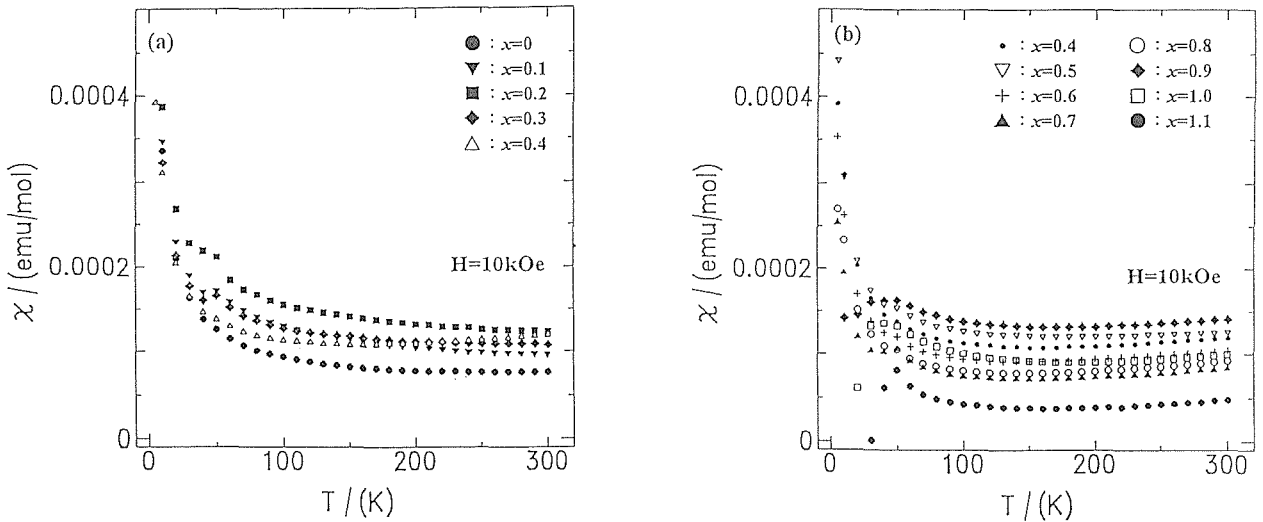 (a)
● : x=0
▼ : x=0.1
■ : x=0.2
◆ : x=0.3
△ : x=0.4
H=10kOe
0.0004
0.0002
0
χ / (emu/mol)
0 100 200 300
T / (K)
(b)
• : x=0.4 ○ : x=0.8
▽ : x=0.5 ◆ : x=0.9
+ : x=0.6 □ : x=1.0
▲ : x=0.7 ● : x=1.1
H=10kOe
0.0004
0.0002
0
χ / (emu/mol)
0 100 200 300
T / (K)